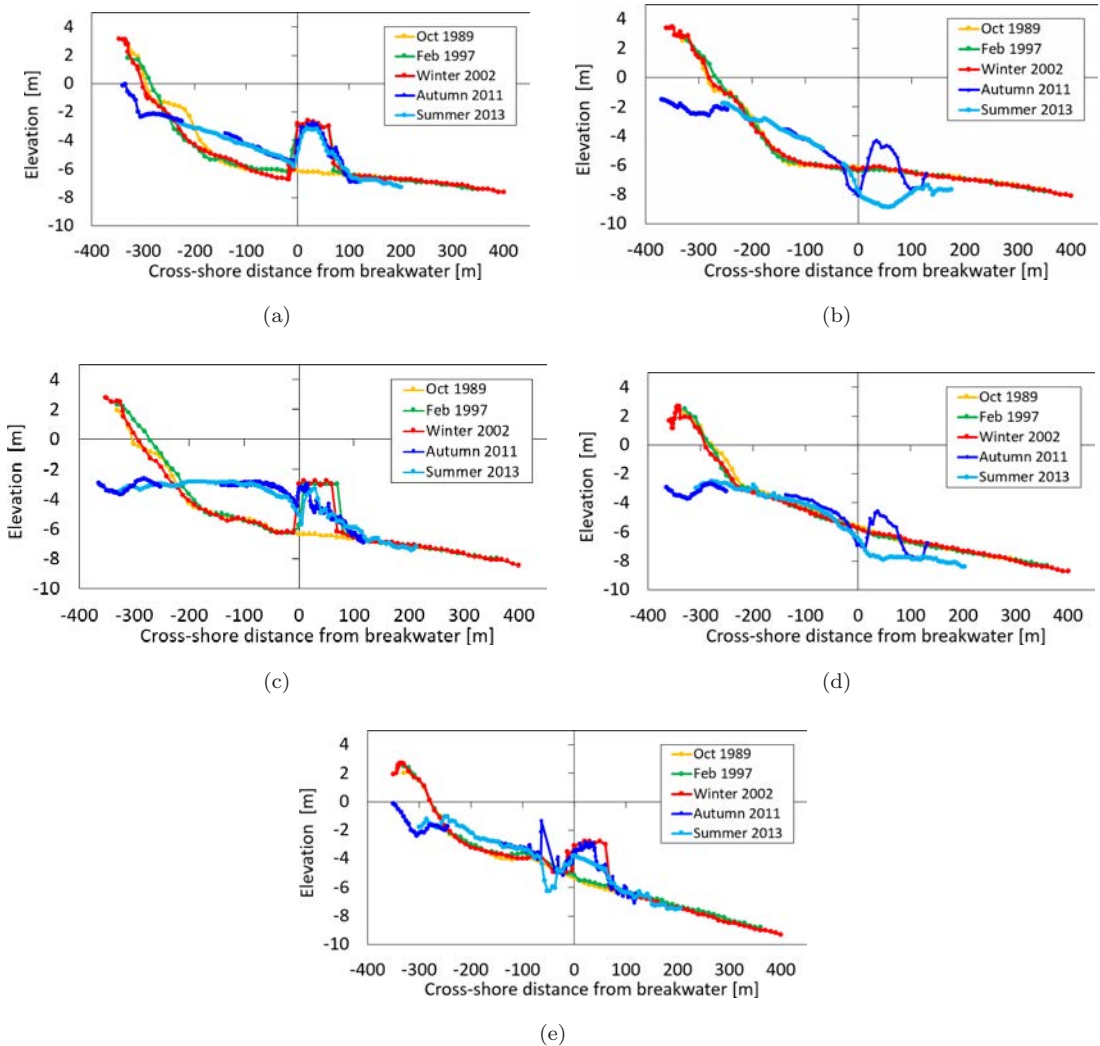 4
2
0
-2
-4
-6
-8
-10
Elevation [m]
Oct 1989
Feb 1997
Winter 2002
Autumn 2011
Summer 2013
-400 -300 -200 -100 0 100 200 300 400
Cross-shore distance from breakwater [m]
(a)
4
2
0
-2
-4
-6
-8
-10
Elevation [m]
Oct 1989
Feb 1997
Winter 2002
Autumn 2011
Summer 2013
-400 -300 -200 -100 0 100 200 300 400
Cross-shore distance from breakwater [m]
(b)
4
2
0
-2
-4
-6
-8
-10
Elevation [m]
Oct 1989
Feb 1997
Winter 2002
Autumn 2011
Summer 2013
-400 -300 -200 -100 0 100 200 300 400
Cross-shore distance from breakwater [m]
(c)
4
2
0
-2
-4
-6
-8
-10
Elevation [m]
Oct 1989
Feb 1997
Winter 2002
Autumn 2011
Summer 2013
-400 -300 -200 -100 0 100 200 300 400
Cross-shore distance from breakwater [m]
(d)
4
2
0
-2
-4
-6
-8
-10
Elevation [m]
Oct 1989
Feb 1997
Winter 2002
Autumn 2011
Summer 2013
-400 -300 -200 -100 0 100 200 300 400
Cross-shore distance from breakwater [m]
(e)